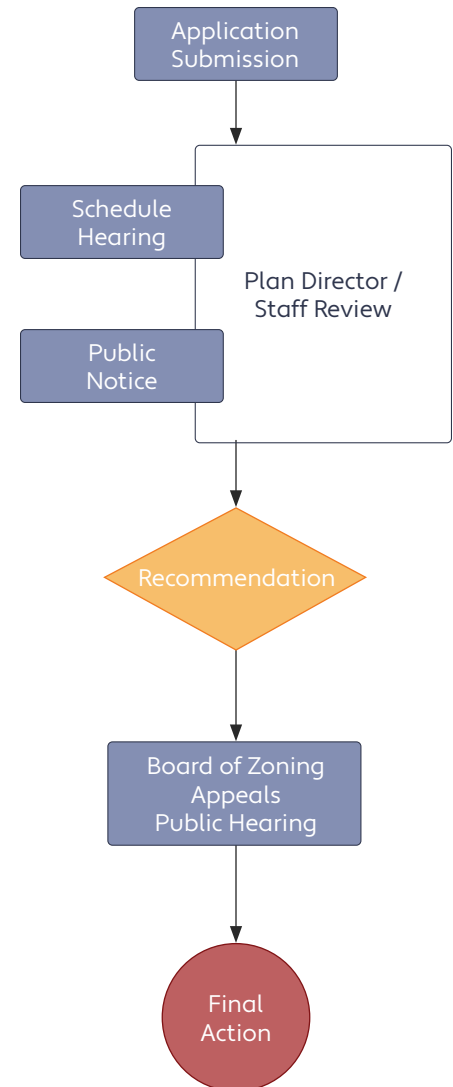 Application
Submission
Schedule
Hearing
Plan Director /
Staff Review
Public
Notice
Recommendation
Board of Zoning
Appeals
Public Hearing
Final
Action